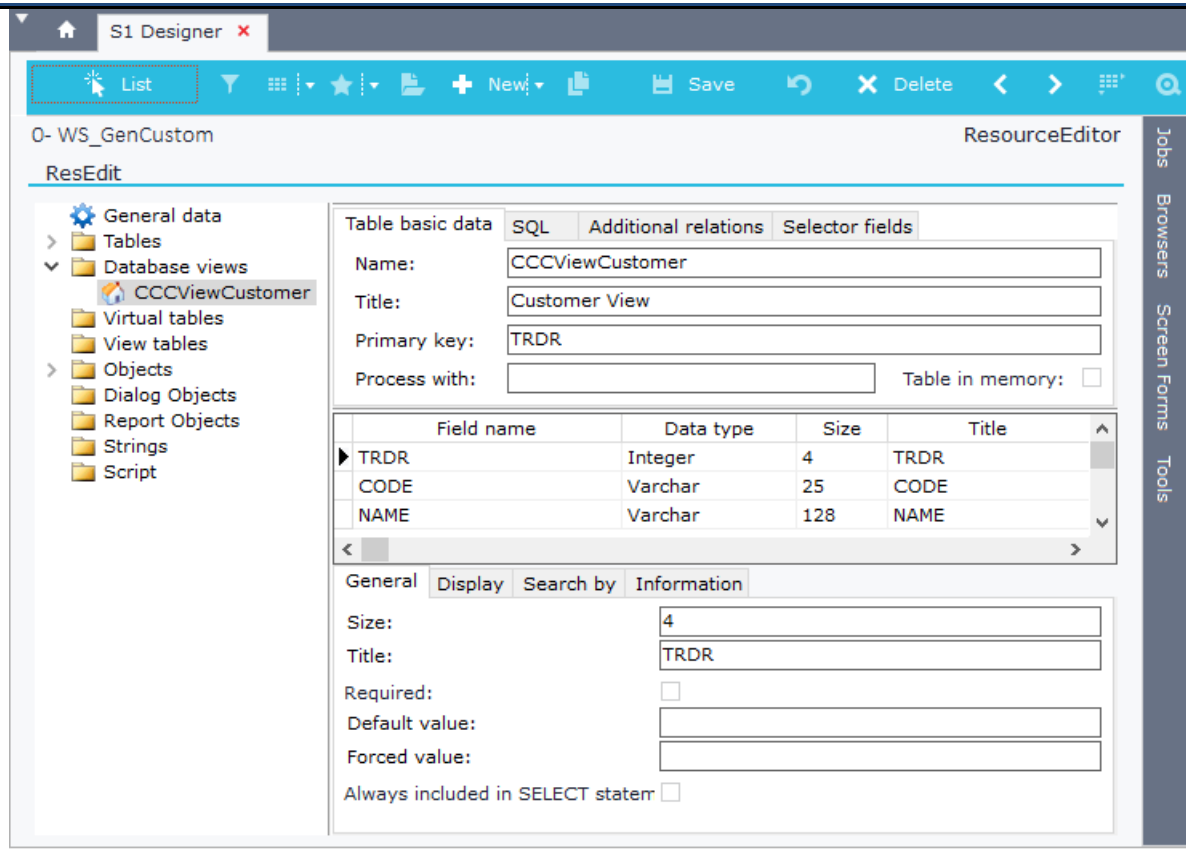 S1 Designer
List New Save Delete
0- WS_GenCustom ResourceEditor
ResEdit
General data
Tables
Database views
CCCViewCustomer
Virtual tables
View tables
Objects
Dialog Objects
Report Objects
Strings
Script
Table basic data SQL Additional relations Selector fields
Name: CCCViewCustomer
Title: Customer View
Primary key: TRDR
Process with: Table in memory:
Field name Data type Size Title
TRDR Integer 4 TRDR
CODE Varchar 25 CODE
NAME Varchar 128 NAME
General Display Search by Information
Size: 4
Title: TRDR
Required:
Default value:
Forced value:
Always included in SELECT statem
Jobs
Browsers
Screen Forms
Tools